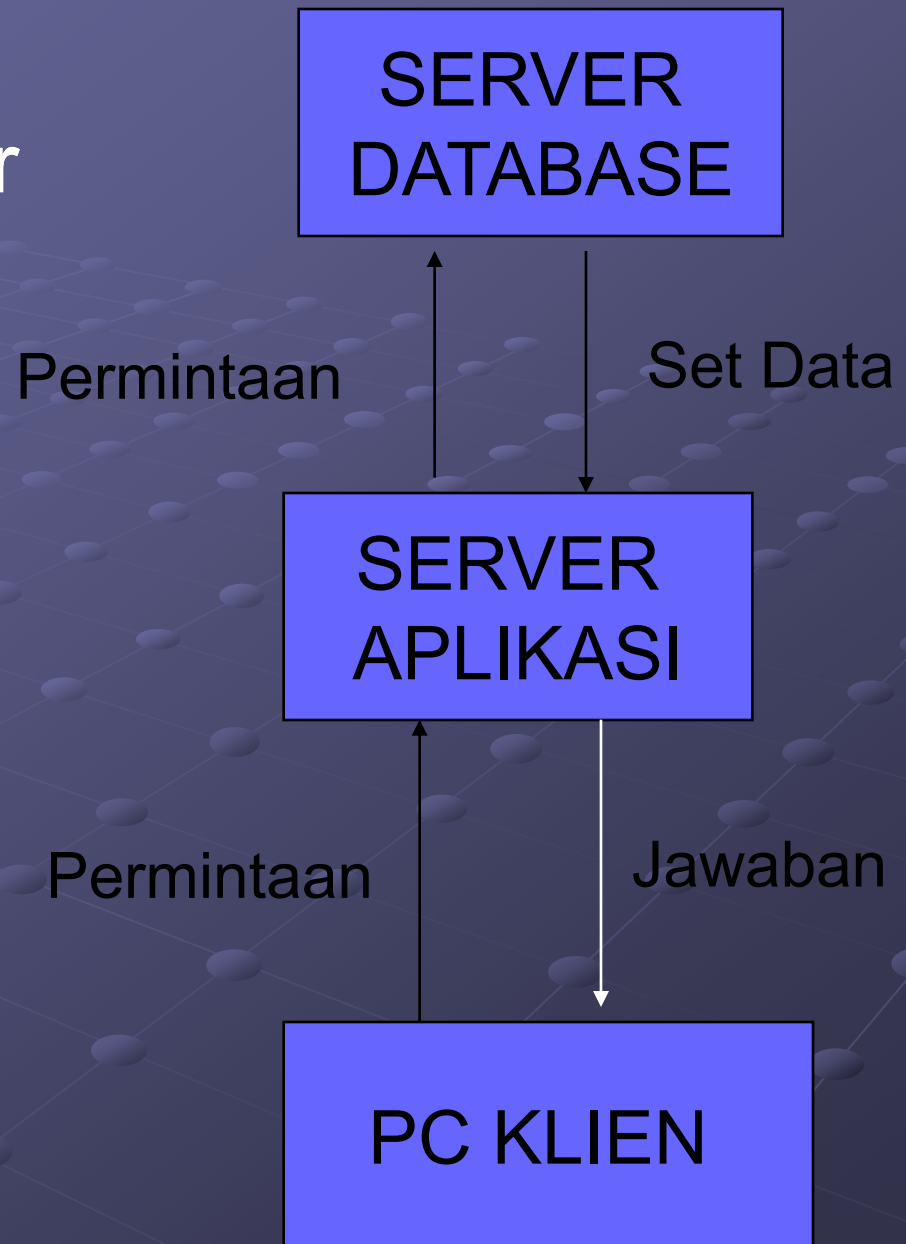 SERVER
DATABASE
r
Permintaan
Set Data
SERVER
APLIKASI
Permintaan
Jawaban
PC KLIEN